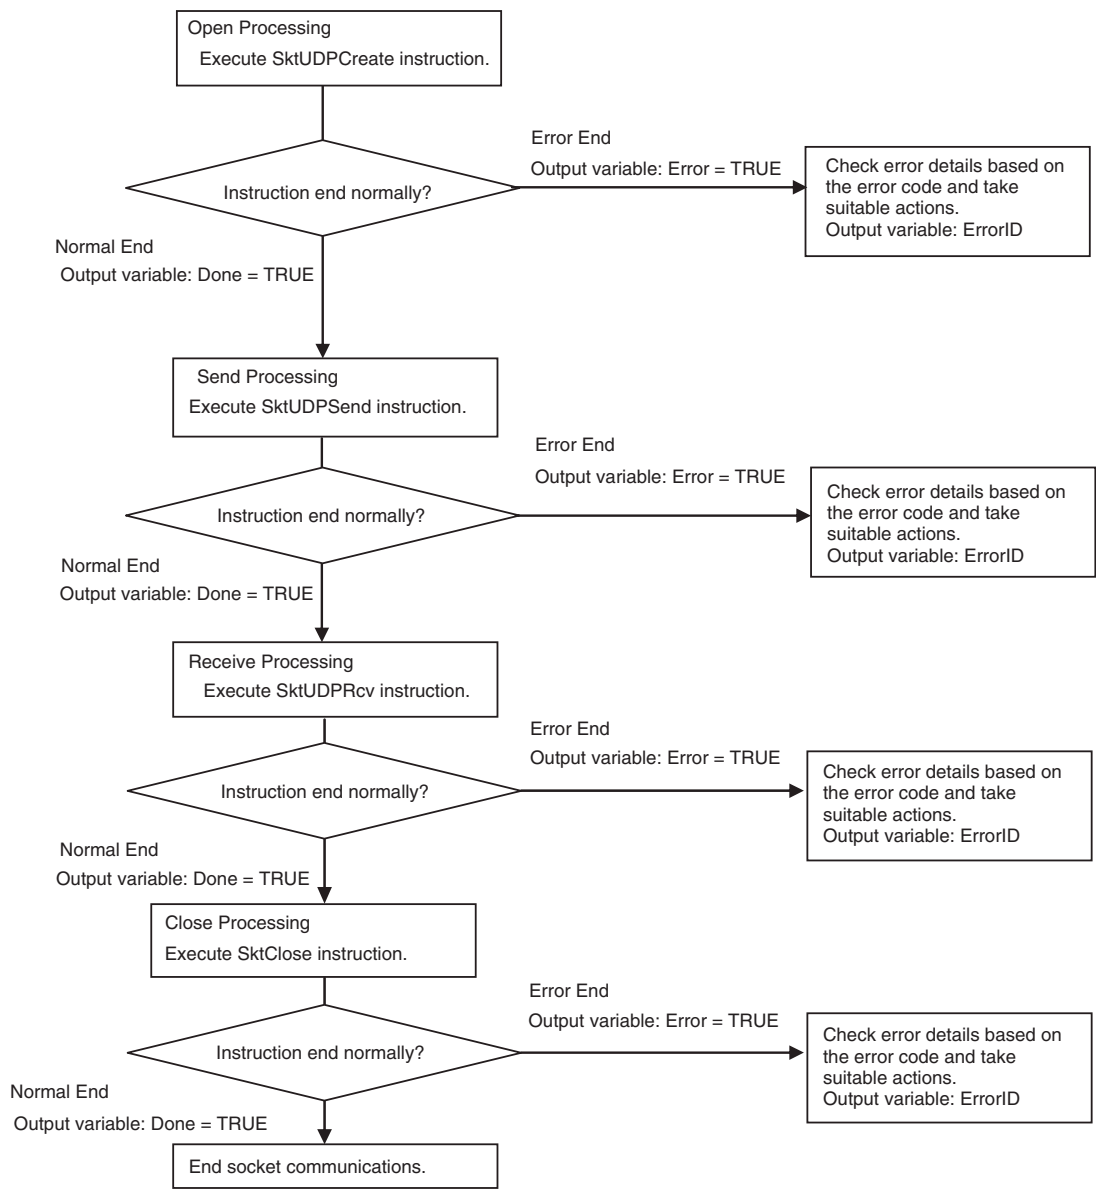 Open Processing
Execute SktUDPCreate instruction.
Error End
Output variable: Error = TRUE
Instruction end normally?
Check error details based on
the error code and take
suitable actions.
Output variable: ErrorID
Normal End
Output variable: Done = TRUE
Send Processing
Execute SktUDPSend instruction.
Error End
Output variable: Error = TRUE
Instruction end normally?
Check error details based on
the error code and take
suitable actions.
Output variable: ErrorID
Normal End
Output variable: Done = TRUE
Receive Processing
Execute SktUDPRcv instruction.
Error End
Output variable: Error = TRUE
Instruction end normally?
Check error details based on
the error code and take
suitable actions.
Output variable: ErrorID
Normal End
Output variable: Done = TRUE
Close Processing
Execute SktClose instruction.
Error End
Output variable: Error = TRUE
Instruction end normally?
Check error details based on
the error code and take
suitable actions.
Output variable: ErrorID
Normal End
Output variable: Done = TRUE
End socket communications.